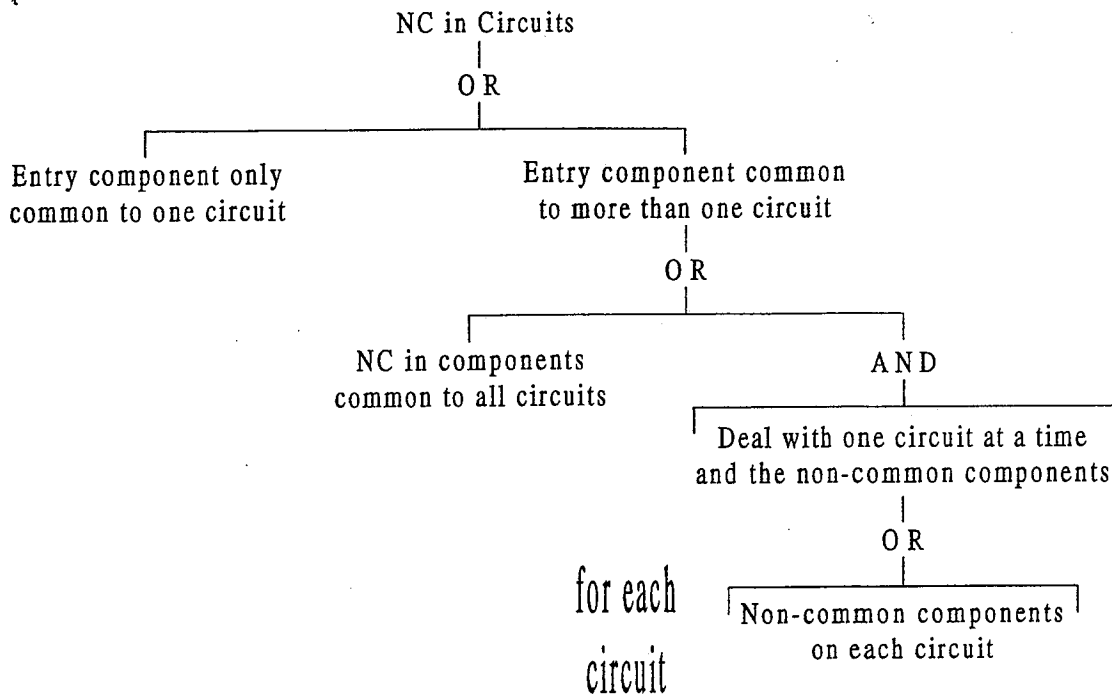 NC in Circuits
OR
Entry component only
common to one circuit
Entry component common
to more than one circuit
OR
NC in components
common to all circuits
AND
Deal with one circuit at a time
and the non-common components
OR
for each
circuit
Non-common components
on each circuit